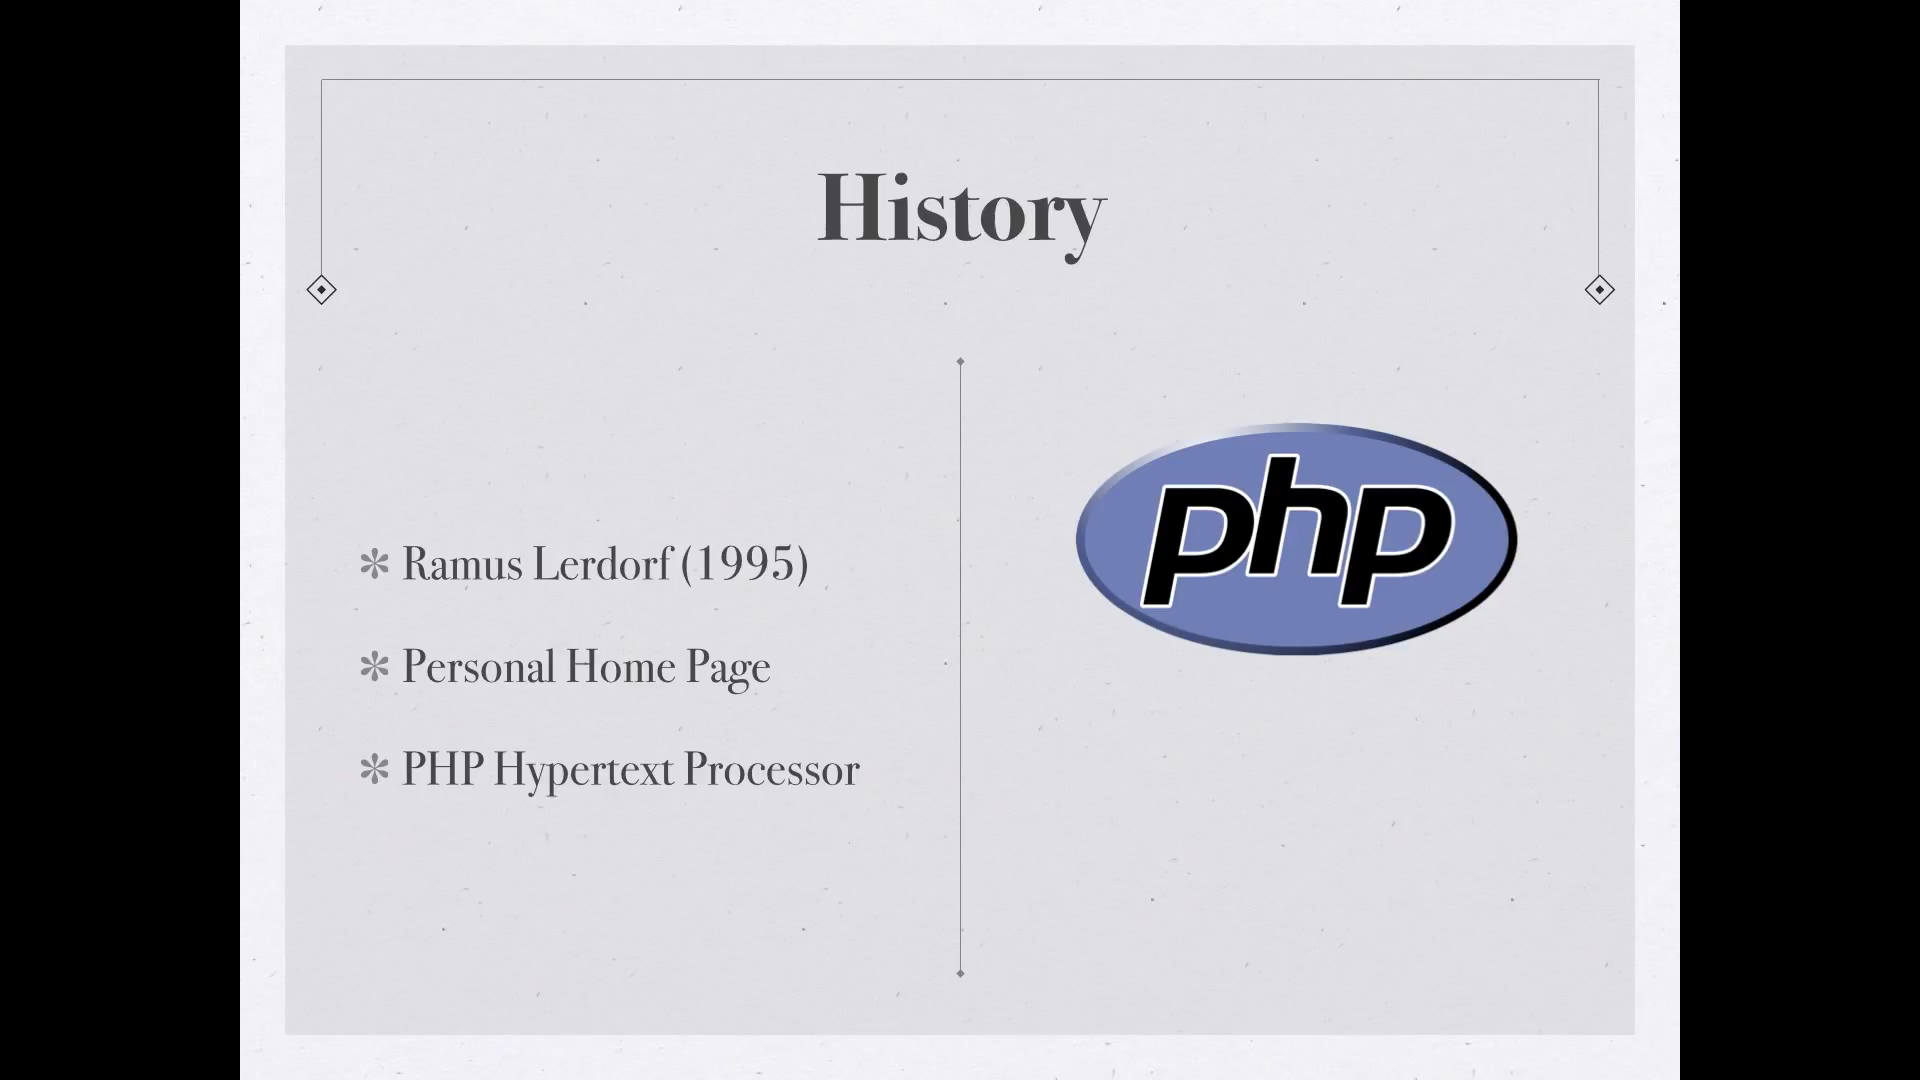 History
Ramus Lerdorf (1995)
Personal Home Page
PHP Hypertext Processor
php